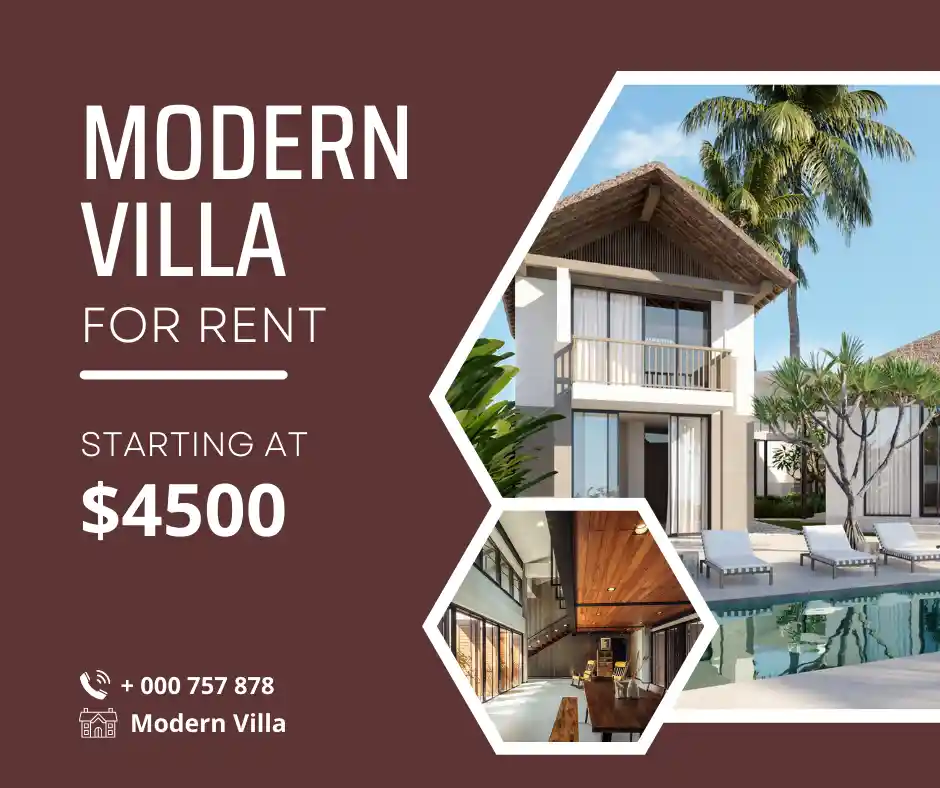 MODERN
VILLA
FOR RENT
STARTING AT
$4500
+ 000 757 878
Modern Villa